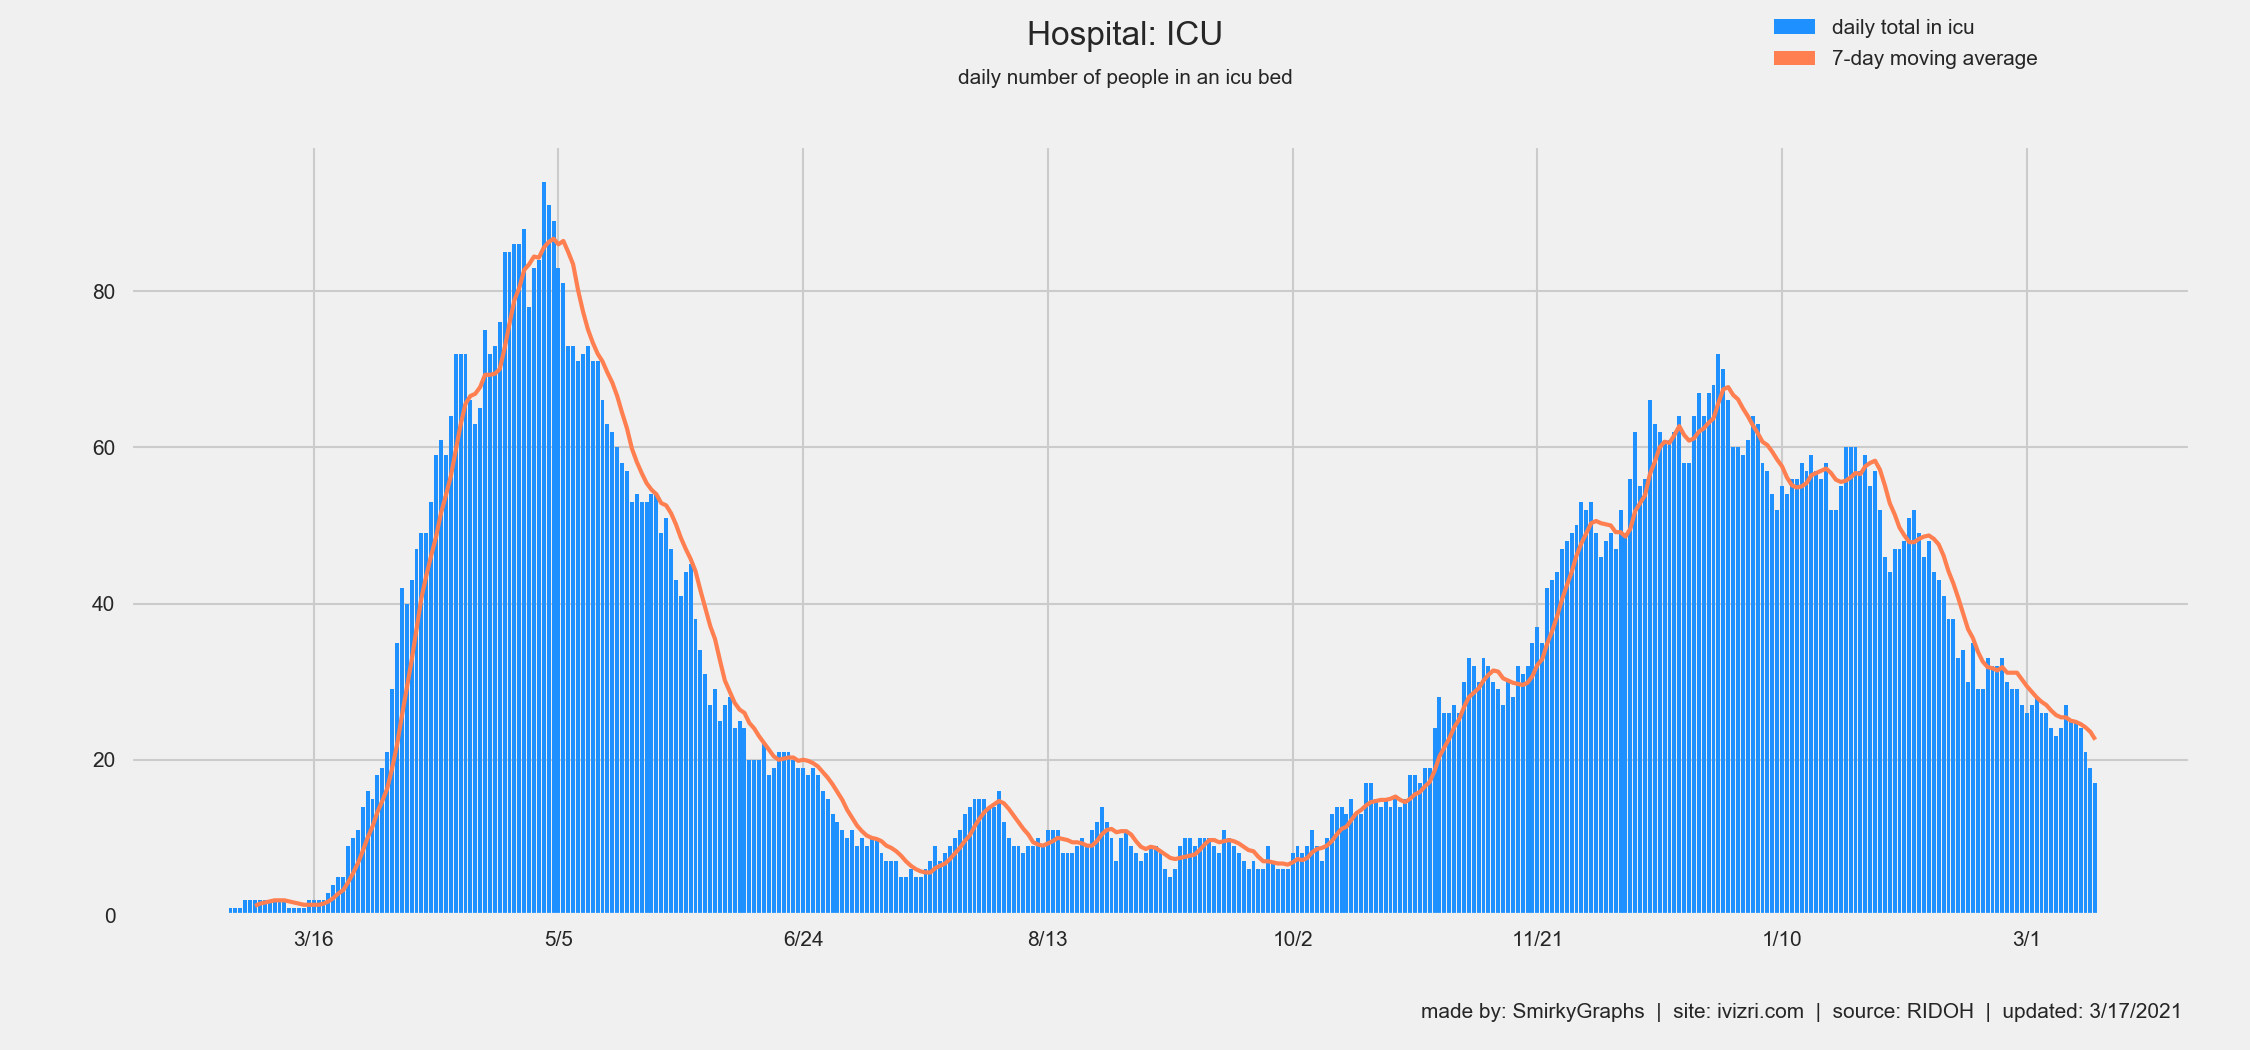 Hospital: ICU
daily number of people in an icu bed
daily total in icu
7-day moving average
80
60
40
20
0
3/16 5/5 6/24 8/13 10/2 11/21 1/10 3/1
made by: SmirkyGraphs | site: ivizri.com | source: RIDOH | updated: 3/17/2021